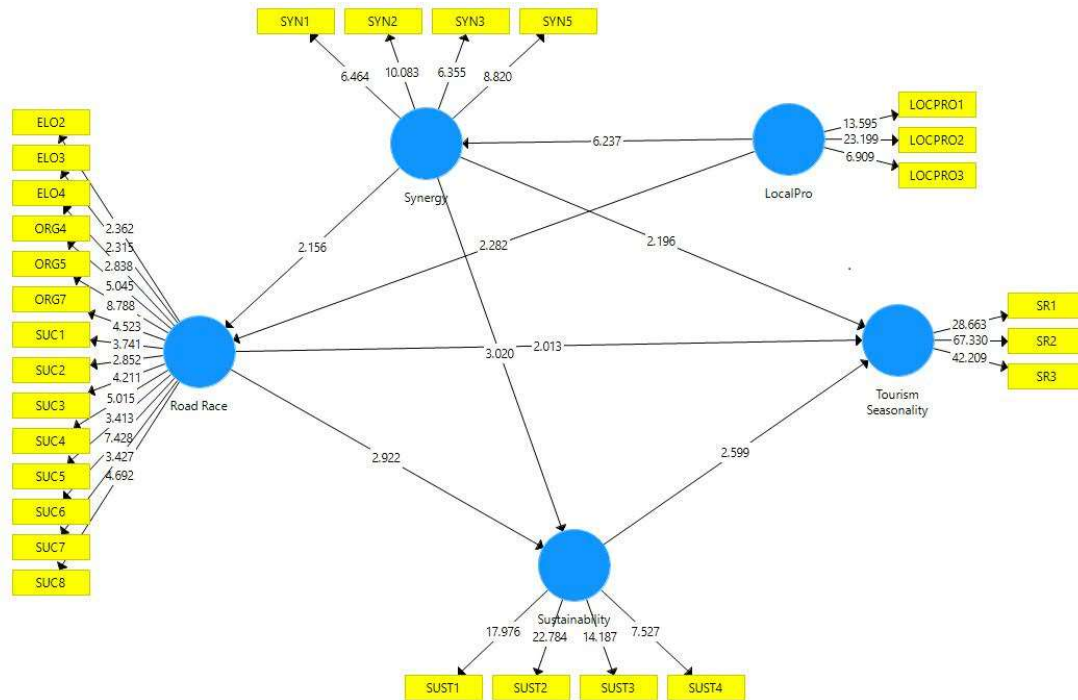 SYN1
SYN2
SYN3
SYN5
6.464
10.083
6.355
8.820
Synergy
6.237
LocalPro
13.595
23.199
6.909
LOCPRO1
LOCPRO2
LOCPRO3
ELO2
ELO3
ELO4
ORG4
ORG5
ORG7
SUC1
SUC2
SUC3
SUC4
SUC5
SUC6
SUC7
SUC8
2.362
2.315
2.838
5.045
8.788
4.523
3.741
2.852
4.211
5.015
3.413
7.428
3.427
4.692
Road Race
2.156
2.282
2.196
3.020
2.013
2.922
2.599
Tourism
Seasonality
28.663
67.330
42.209
SR1
SR2
SR3
Sustainability
17.976
22.784
14.187
7.527
SUST1
SUST2
SUST3
SUST4